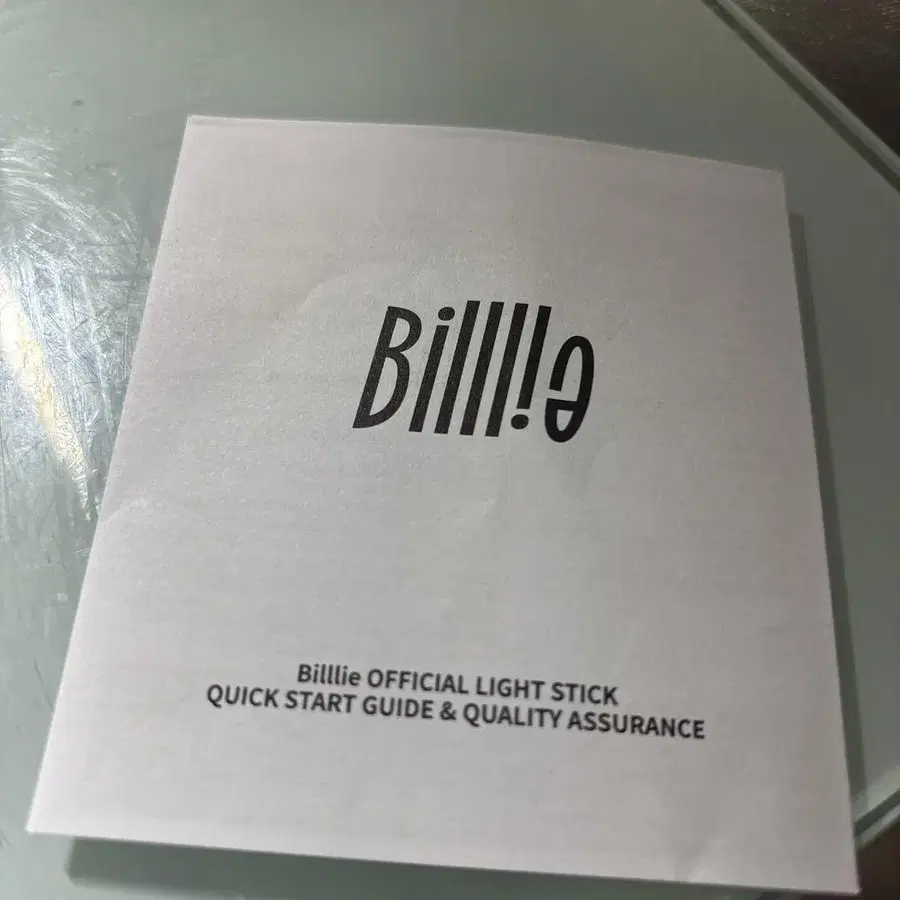 Billlie
Billlie OFFICIAL LIGHT STICK
QUICK START GUIDE & QUALITY ASSURANCE